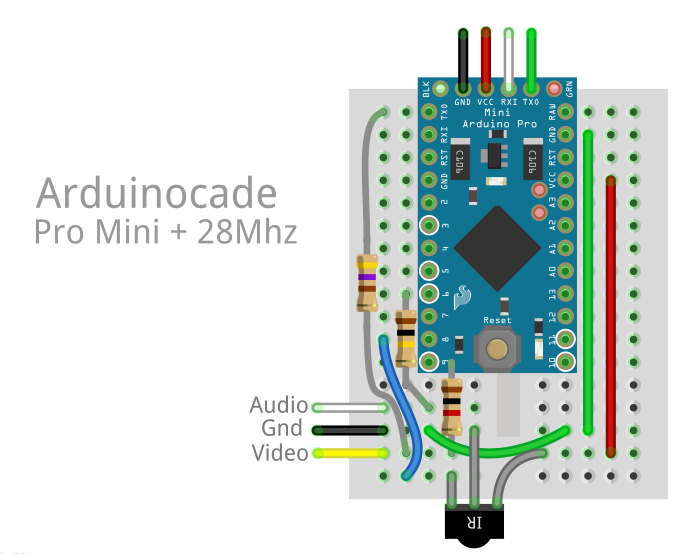 Arduinocade
Pro Mini + 28Mhz
BLK
GRN
GND VCC RXI TXO
Mini
Arduino Pro
TXO
RXI
RST
GND
2
3
4
5
6
7
8
9
RAW
GND
RST
VCC
A3
A2
A1
A0
13
12
11
10
C106
C106
Reset
Audio
Gnd
Video
IR